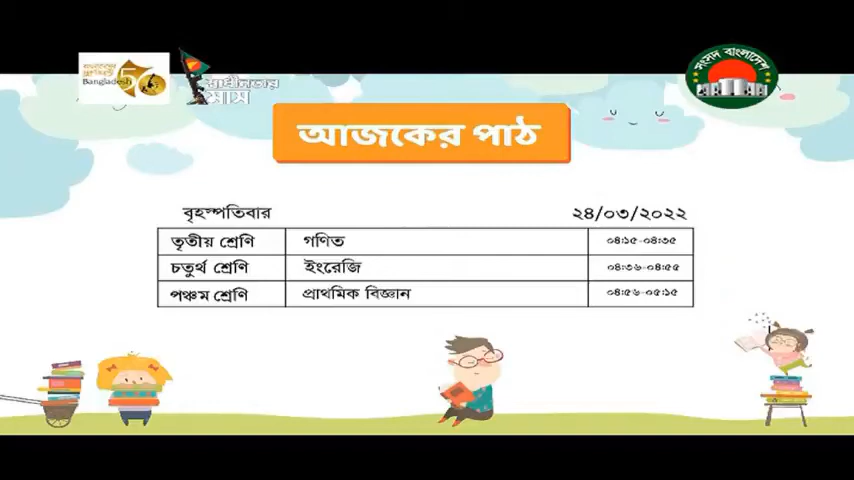 Bangladesh 50
স্বাধীনতার
মাস
সংসদ বাংলাদেশ
আজকের পাঠ
বৃহস্পতিবার ২৪/০৩/২০২২
তৃতীয় শ্রেণি গণিত ০৪:১৫-০৪:৩৫
চতুর্থ শ্রেণি ইংরেজি ০৪:৩৬-০৪:৫৫
পঞ্চম শ্রেণি প্রাথমিক বিজ্ঞান ০৪:৫৬-০৫:১৫